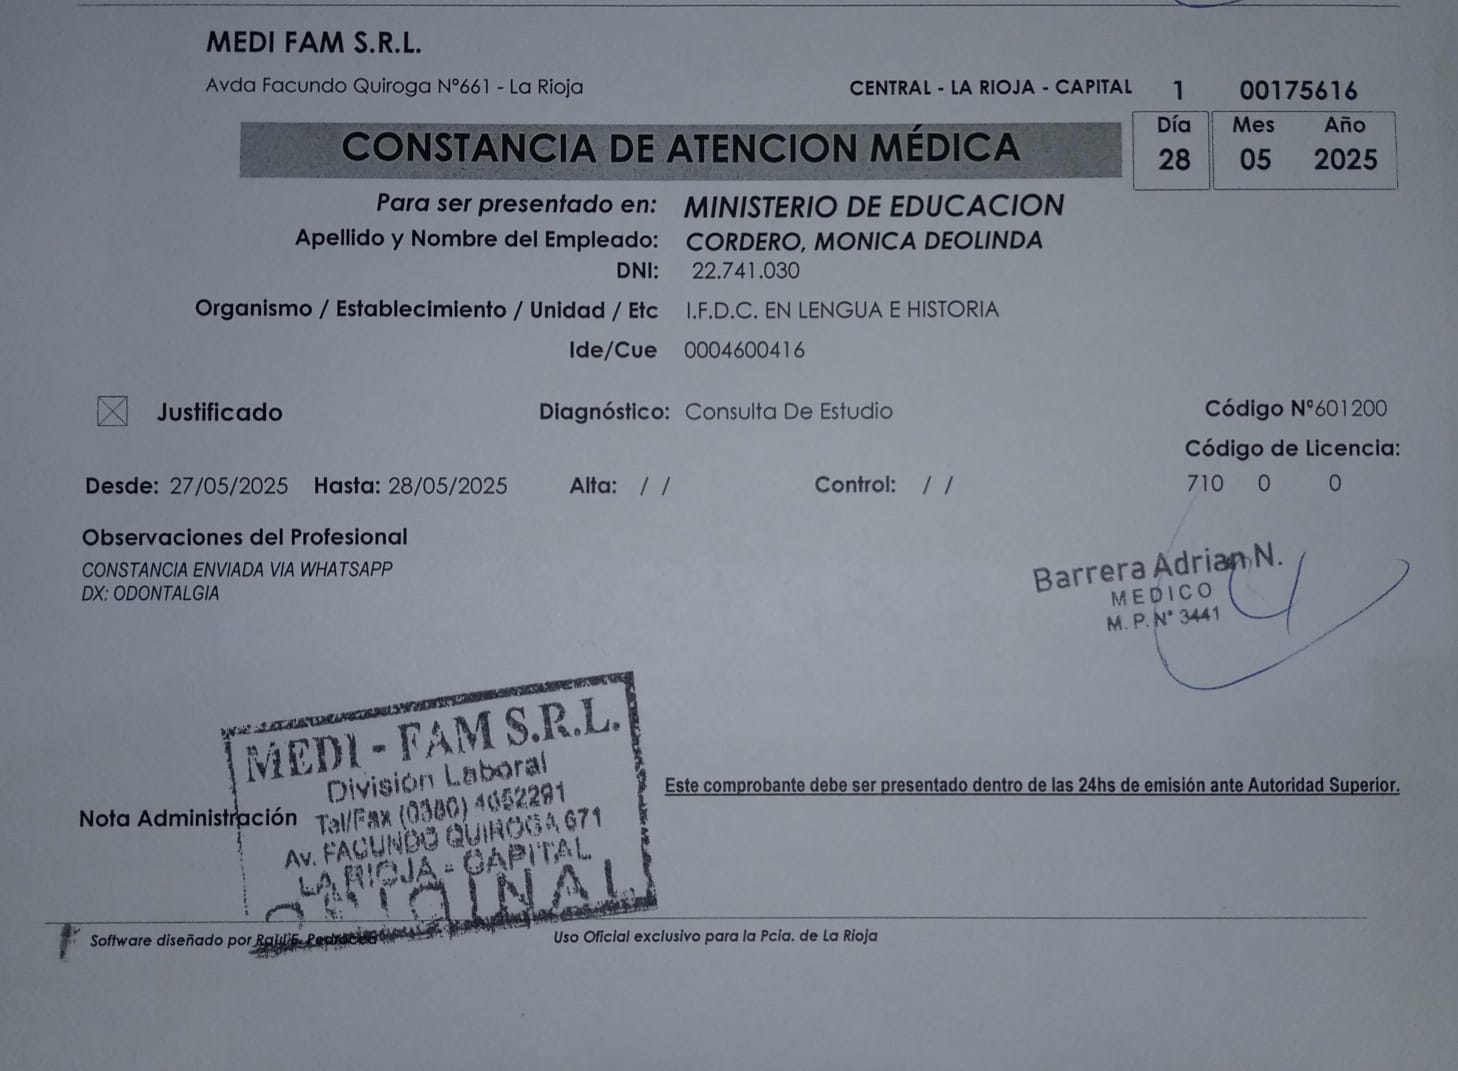 MEDI FAM S.R.L.
Avda Facundo Quiroga Nº661 - La Rioja
CENTRAL - LA RIOJA - CAPITAL 1 00175616
CONSTANCIA DE ATENCION MÉDICA
Día Mes Año
28 05 2025
Para ser presentado en: MINISTERIO DE EDUCACION
Apellido y Nombre del Empleado: CORDERO, MONICA DEOLINDA
DNI: 22.741.030
Organismo / Establecimiento / Unidad / Etc I.F.D.C. EN LENGUA E HISTORIA
Ide/Cue 0004600416
Justificado Diagnóstico: Consulta De Estudio Código Nº601200
Código de Licencia:
Desde: 27/05/2025 Hasta: 28/05/2025 Alta: / / Control: / / 710 0 0
Observaciones del Profesional
CONSTANCIA ENVIADA VIA WHATSAPP
DX: ODONTALGIA
Barrera Adrian N.
MEDICO
M. P. N° 3441
MEDI - FAM S.R.L.
División Laboral
Tel/Fax (0380) 4052291
Av. FACUNDO QUIROGA 671
LA RIOJA - CAPITAL
ORIGINAL
Este comprobante debe ser presentado dentro de las 24hs de emisión ante Autoridad Superior.
Nota Administración
Software diseñado por Raúl E.
Uso Oficial exclusivo para la Pcia. de La Rioja